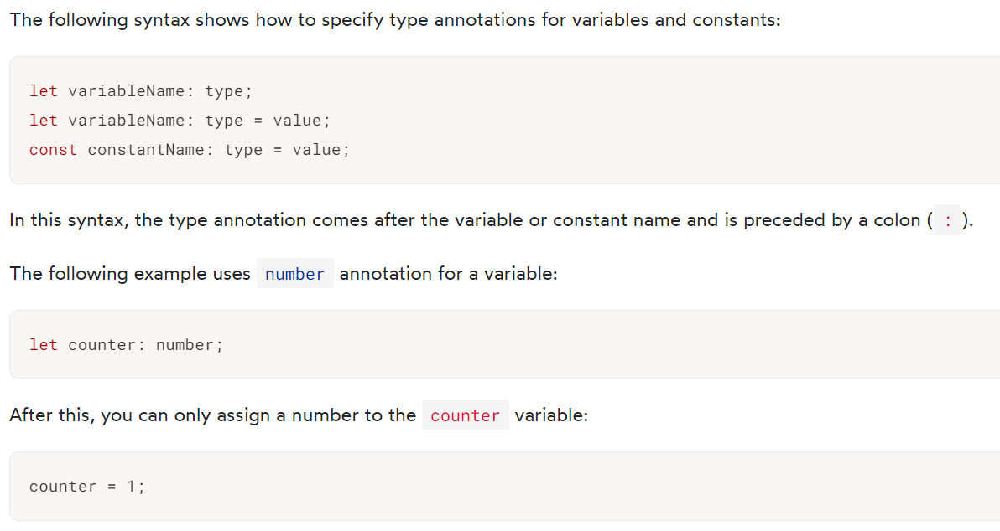 The following syntax shows how to specify type annotations for variables and constants:
let variableName: type;
let variableName: type = value;
const constantName: type = value;
In this syntax, the type annotation comes after the variable or constant name and is preceded by a colon ( : ).
The following example uses number annotation for a variable:
let counter: number;
After this, you can only assign a number to the counter variable:
counter = 1;